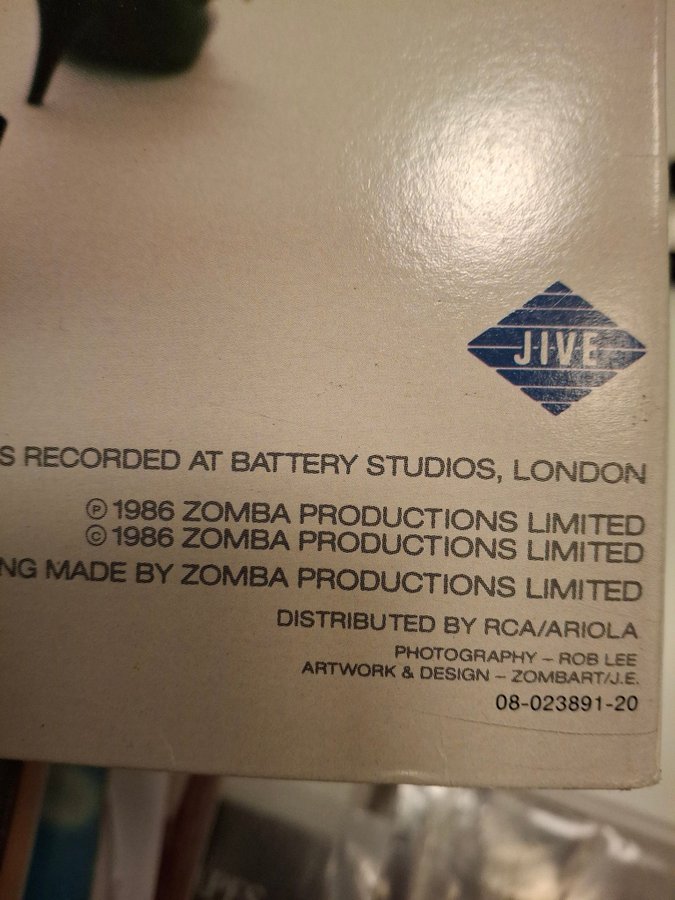 J·I·V·E
S RECORDED AT BATTERY STUDIOS, LONDON
℗ 1986 ZOMBA PRODUCTIONS LIMITED
© 1986 ZOMBA PRODUCTIONS LIMITED
NG MADE BY ZOMBA PRODUCTIONS LIMITED
DISTRIBUTED BY RCA/ARIOLA
PHOTOGRAPHY – ROB LEE
ARTWORK & DESIGN – ZOMBART/J.E.
08-023891-20